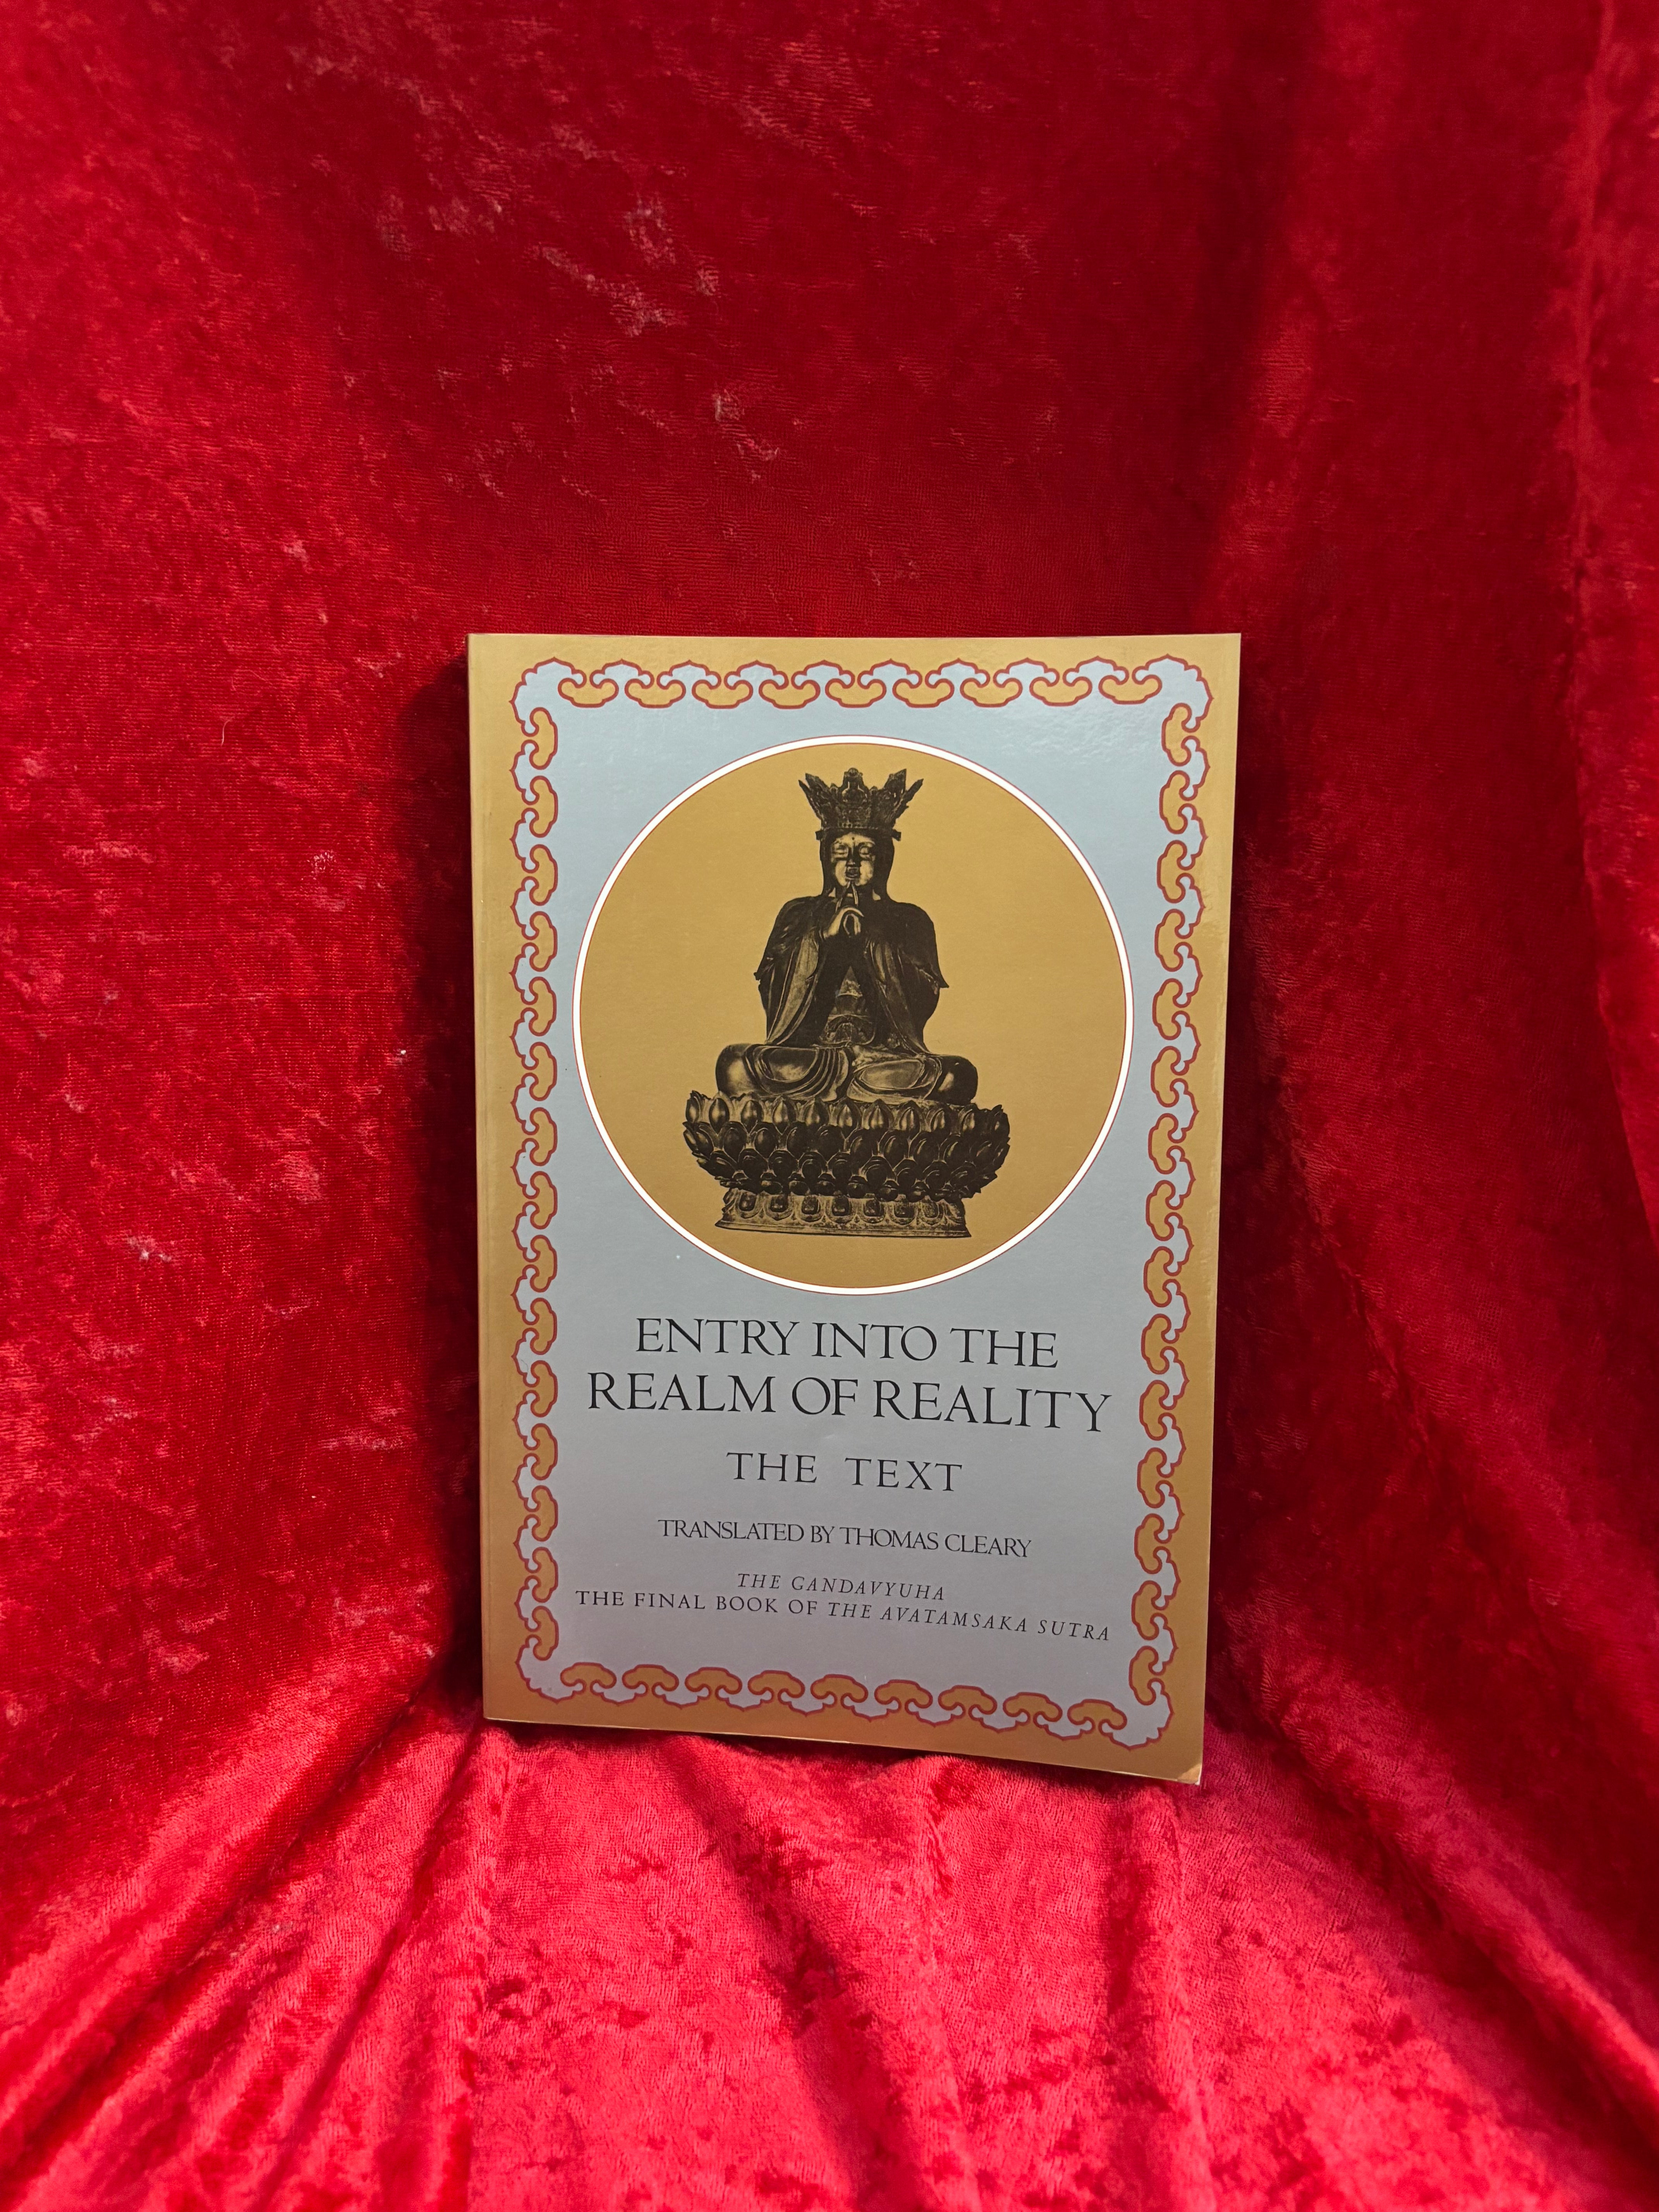 ENTRY INTO THE
REALM OF REALITY
THE TEXT
TRANSLATED BY THOMAS CLEARY
THE GANDAVYUHA
THE FINAL BOOK OF THE AVATAMSAKA SUTRA